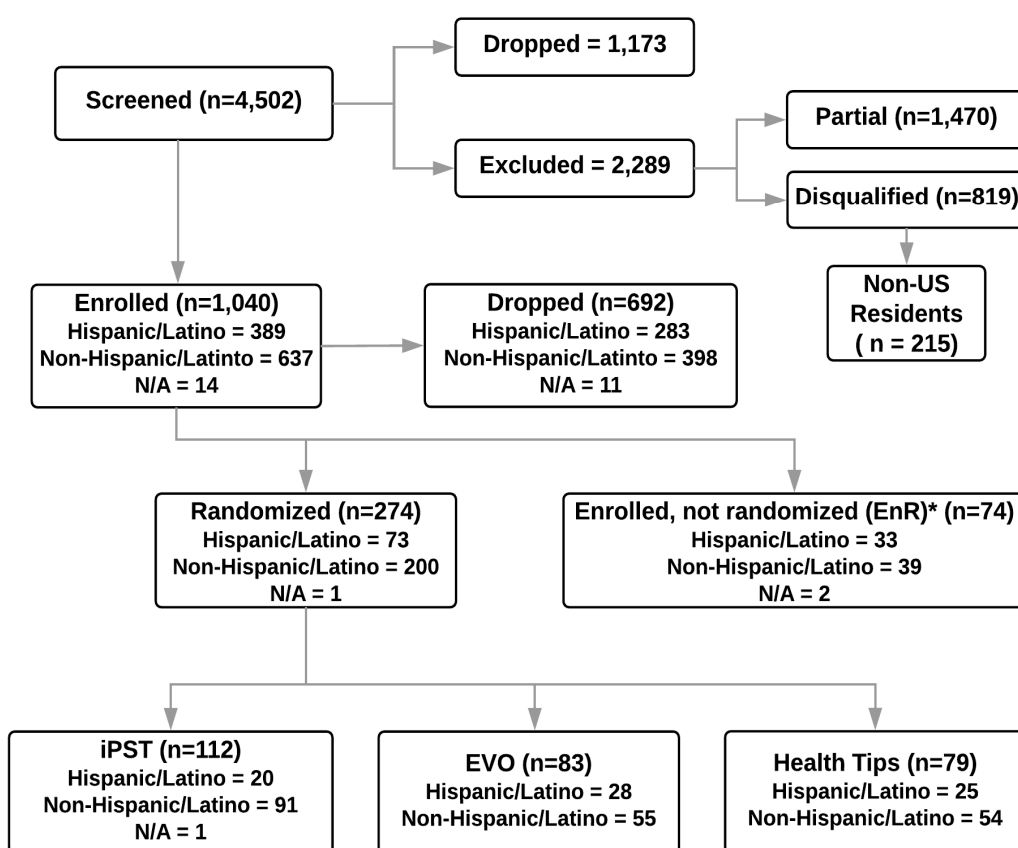 Dropped = 1,173
Screened (n=4,502)
Excluded = 2,289
Partial (n=1,470)
Disqualified (n=819)
Non-US
Residents
( n = 215)
Enrolled (n=1,040)
Hispanic/Latino = 389
Non-Hispanic/Latinto = 637
N/A = 14
Dropped (n=692)
Hispanic/Latino = 283
Non-Hispanic/Latinto = 398
N/A = 11
Randomized (n=274)
Hispanic/Latino = 73
Non-Hispanic/Latino = 200
N/A = 1
Enrolled, not randomized (EnR)* (n=74)
Hispanic/Latino = 33
Non-Hispanic/Latino = 39
N/A = 2
iPST (n=112)
Hispanic/Latino = 20
Non-Hispanic/Latino = 91
N/A = 1
EVO (n=83)
Hispanic/Latino = 28
Non-Hispanic/Latino = 55
Health Tips (n=79)
Hispanic/Latino = 25
Non-Hispanic/Latino = 54